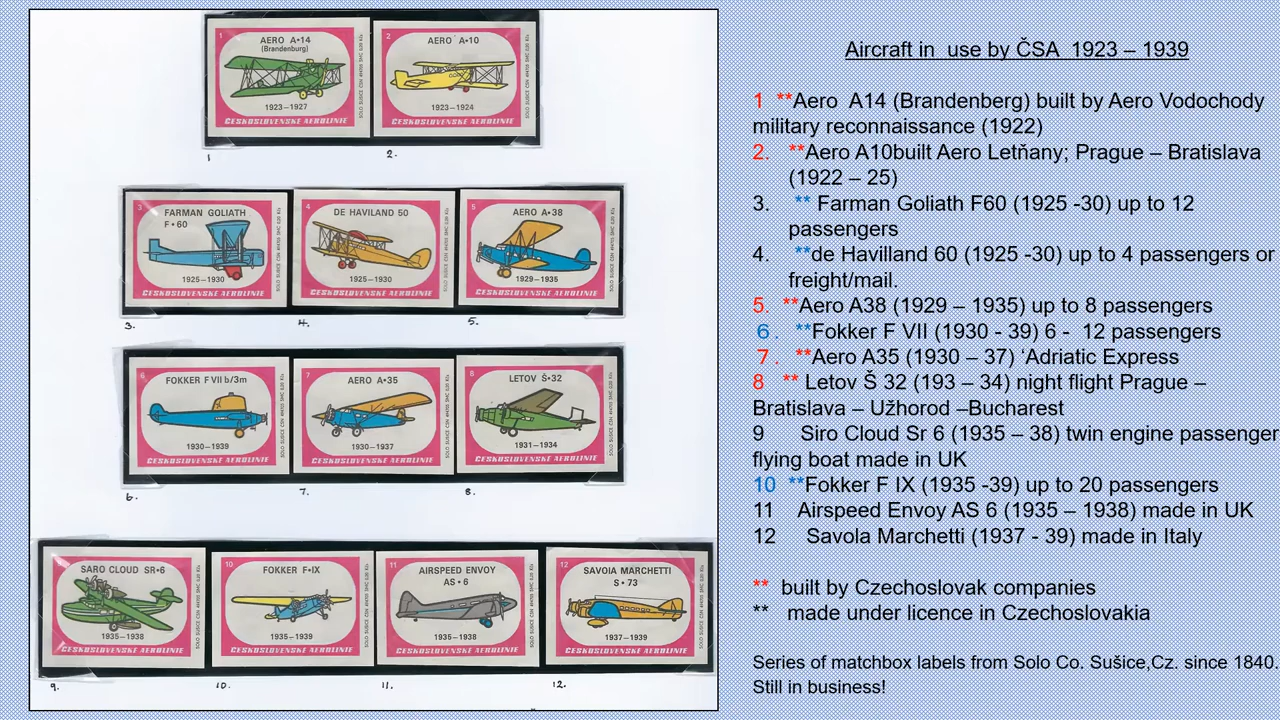 1
AERO A•14
(Brandenburg)
1923–1927
ČESKOSLOVENSKÉ AEROLINIE
2
AERO A•10
1923–1924
ČESKOSLOVENSKÉ AEROLINIE
1
2.
3
FARMAN GOLIATH
F•60
1925–1930
ČESKOSLOVENSKÉ AEROLINIE
4
DE HAVILAND 50
1925–1930
ČESKOSLOVENSKÉ AEROLINIE
5
AERO A•38
1929–1935
ČESKOSLOVENSKÉ AEROLINIE
3.
4.
5.
6
FOKKER F VII b/3m
1930–1939
ČESKOSLOVENSKÉ AEROLINIE
7
AERO A•35
1930–1937
ČESKOSLOVENSKÉ AEROLINIE
8
LETOV Š•32
1931–1934
ČESKOSLOVENSKÉ AEROLINIE
6.
7.
8.
SARO CLOUD SR•6
1935–1938
ČESKOSLOVENSKÉ AEROLINIE
10
FOKKER F•IX
1935–1939
ČESKOSLOVENSKÉ AEROLINIE
11
AIRSPEED ENVOY
AS•6
1935–1938
ČESKOSLOVENSKÉ AEROLINIE
12
SAVOIA MARCHETTI
S•73
1937–1939
ČESKOSLOVENSKÉ AEROLINIE
9.
10.
11.
12.
Aircraft in use by ČSA 1923 – 1939
1 **Aero A14 (Brandenburg) built by Aero Vodochody
military reconnaissance (1922)
2. **Aero A10built Aero Letňany; Prague – Bratislava
(1922 – 25)
3. ** Farman Goliath F60 (1925 -30) up to 12
passengers
4. **de Havilland 60 (1925 -30) up to 4 passengers or
freight/mail
5. **Aero A38 (1929 – 1935) up to 8 passengers
6. **Fokker F VII (1930 - 39) 6 - 12 passengers
7. **Aero A35 (1930 – 37) ‘Adriatic Express
8 ** Letov Š 32 (193 – 34) night flight Prague –
Bratislava – Užhorod –Bucharest
9 Siro Cloud Sr 6 (1935 – 38) twin engine passenger
flying boat made in UK
10 **Fokker F IX (1935 -39) up to 20 passengers
11 Airspeed Envoy AS 6 (1935 – 1938) made in UK
12 Savola Marchetti (1937 - 39) made in Italy
** built by Czechoslovak company
** made under licence in Czechoslovakia
Series of matchbox labels from Solo Co. Sušice,Cz. since 1840.
Still in business!